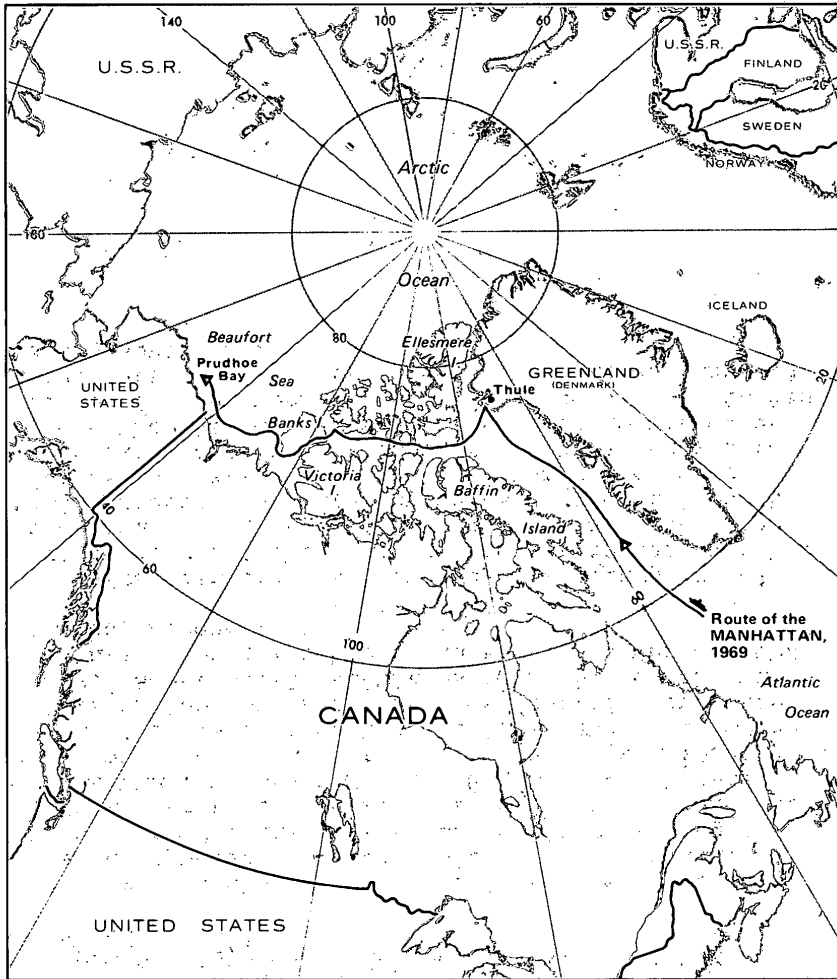 140
100
60
U.S.S.R.
U.S.S.R.
FINLAND
20
SWEDEN
NORWAY
Arctic
180
Ocean
ICELAND
Beaufort
80
Ellesmere
I.
Prudhoe
Bay
Sea
GREENLAND
(DENMARK)
20
UNITED
STATES
Thule
Banks I.
Victoria
I.
Baffin
Island
40
60
60
Route of the
MANHATTAN,
1969
100
Atlantic
Ocean
CANADA
UNITED STATES